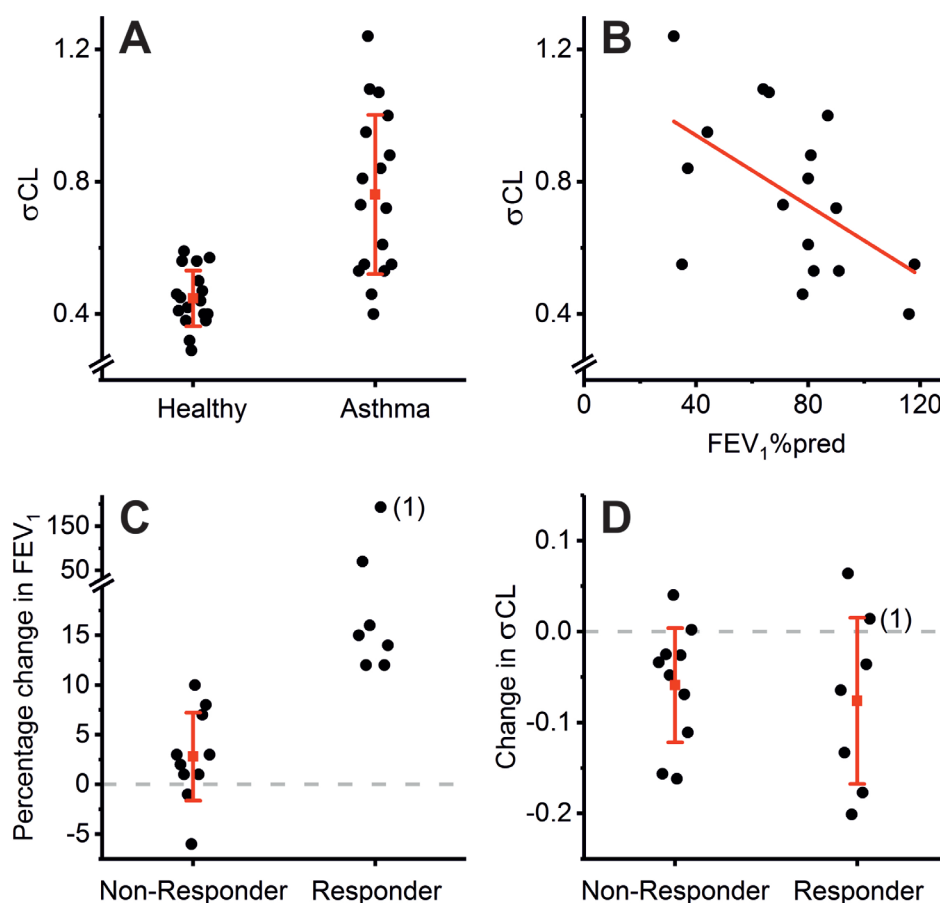 A
σCL
1.2
0.8
0.4
Healthy
Asthma
B
σCL
1.2
0.8
0.4
0
40
80
120
FEV₁%pred
C
Percentage change in FEV₁
150
50
15
10
5
0
-5
(1)
Non-Responder
Responder
D
Change in σCL
0.1
0.0
-0.1
-0.2
(1)
Non-Responder
Responder